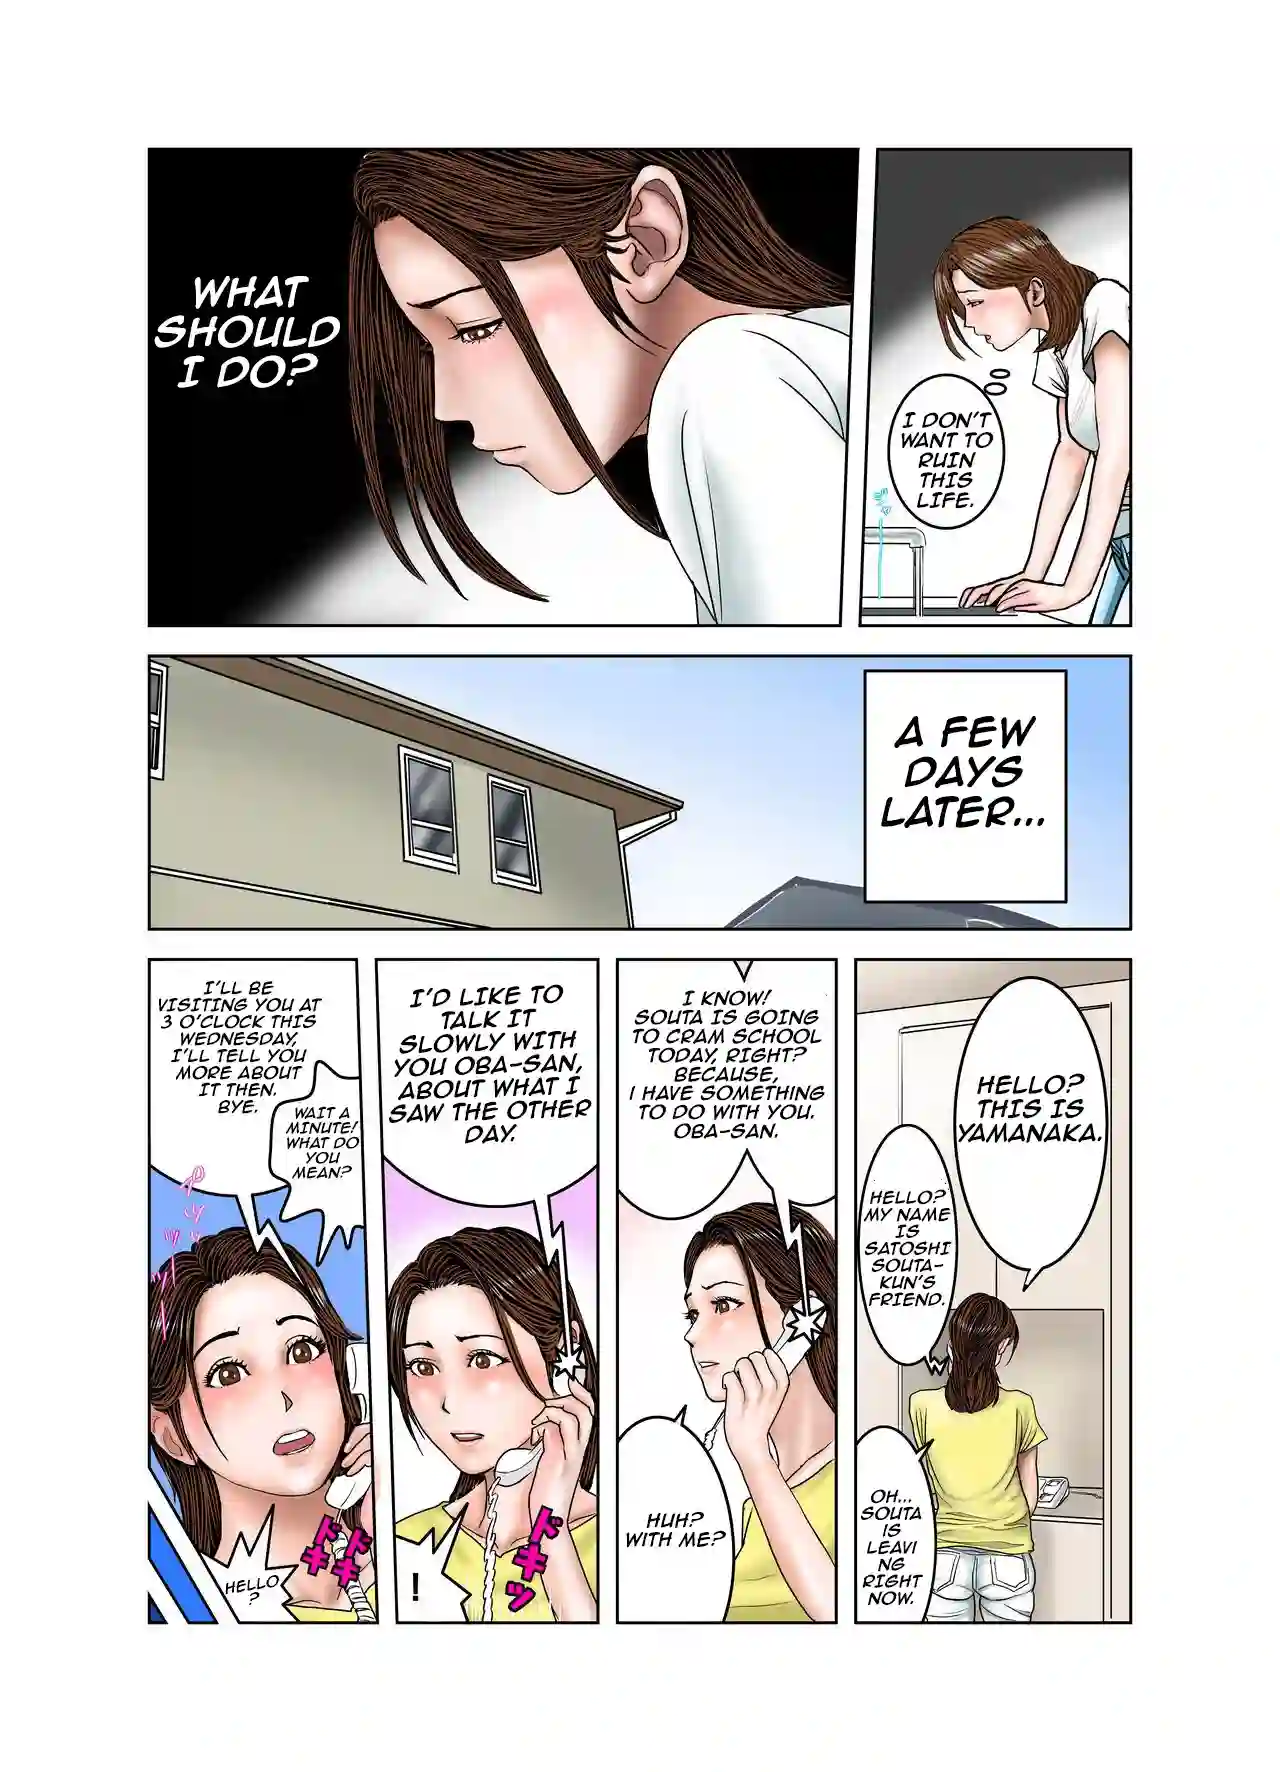 WHAT
SHOULD
I DO?
I DON'T
WANT TO
RUIN
THIS
LIFE.
A FEW
DAYS
LATER...
HELLO?
THIS IS
YAMANAKA.
HELLO?
MY NAME
IS
SATOSHI
SOUTA-
KUN'S
FRIEND.
OH...
SOUTA
IS
LEAVI
NG
RIGHT
NOW.
I KNOW!
SOUTA IS GOING
TO CRAM SCHOOL
TODAY, RIGHT?
BECAUSE,
I HAVE SOMETHING
TO DO WITH YOU.
OBA-SAN.
HUH?
WITH ME?
I'D LIKE TO
TALK IT
SLOWLY WITH
YOU OBA-SAN,
ABOUT WHAT I
SAW THE OTHER
DAY.
!
ドキッ
I'LL BE
VISITING YOU AT
3 O'CLOCK THIS
WEDNESDAY,
I'LL TELL YOU
MORE ABOUT
IT THEN.
BYE.
WAIT A
MINUTE!
WHAT DO
YOU
MEAN?
HELLO
?
ドキ
ドキ